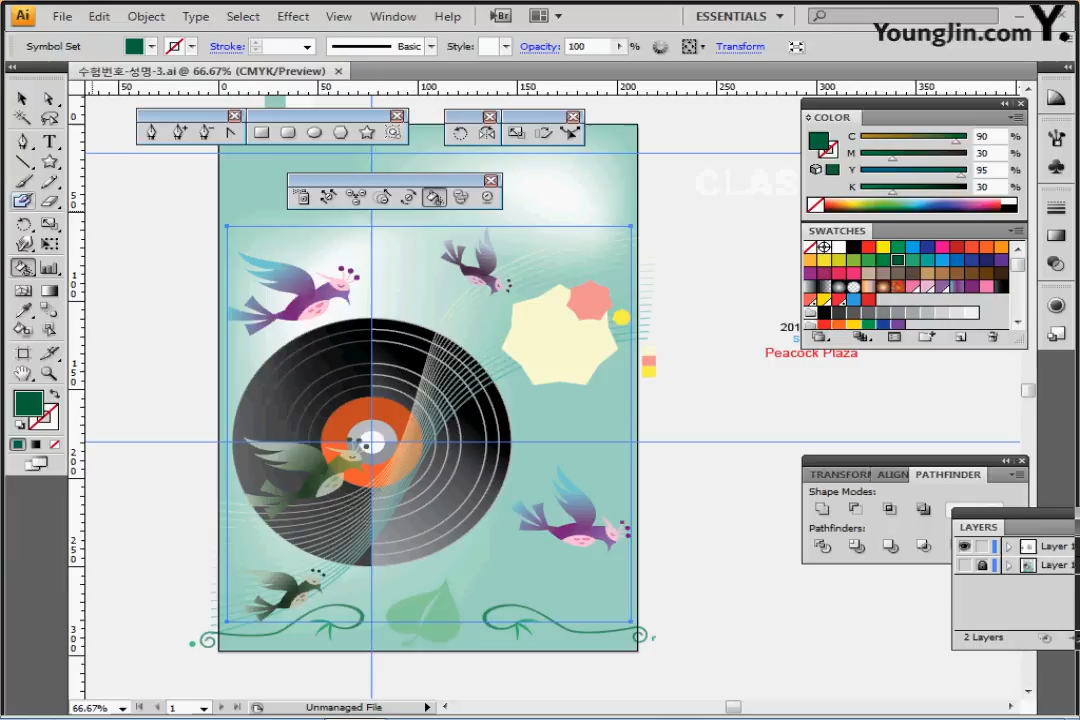 Ai File Edit Object Type Select Effect View Window Help Br ESSENTIALS
YoungJin.com Y.
Symbol Set Stroke: Basic Style: Opacity: 100 % Transform
수험번호-성명-3.ai @ 66.67% (CMYK/Preview) ×
50 0 50 100 150 200 250 300 350
COLOR
C 90 %
M 30 %
Y 95 %
K 30 %
CLAS
SWATCHES
201
Peacock Plaza
TRANSFORM ALIGN PATHFINDER
Shape Modes:
Pathfinders:
LAYERS
Layer 1
Layer 1
2 Layers
66.67% 1 Unmanaged File